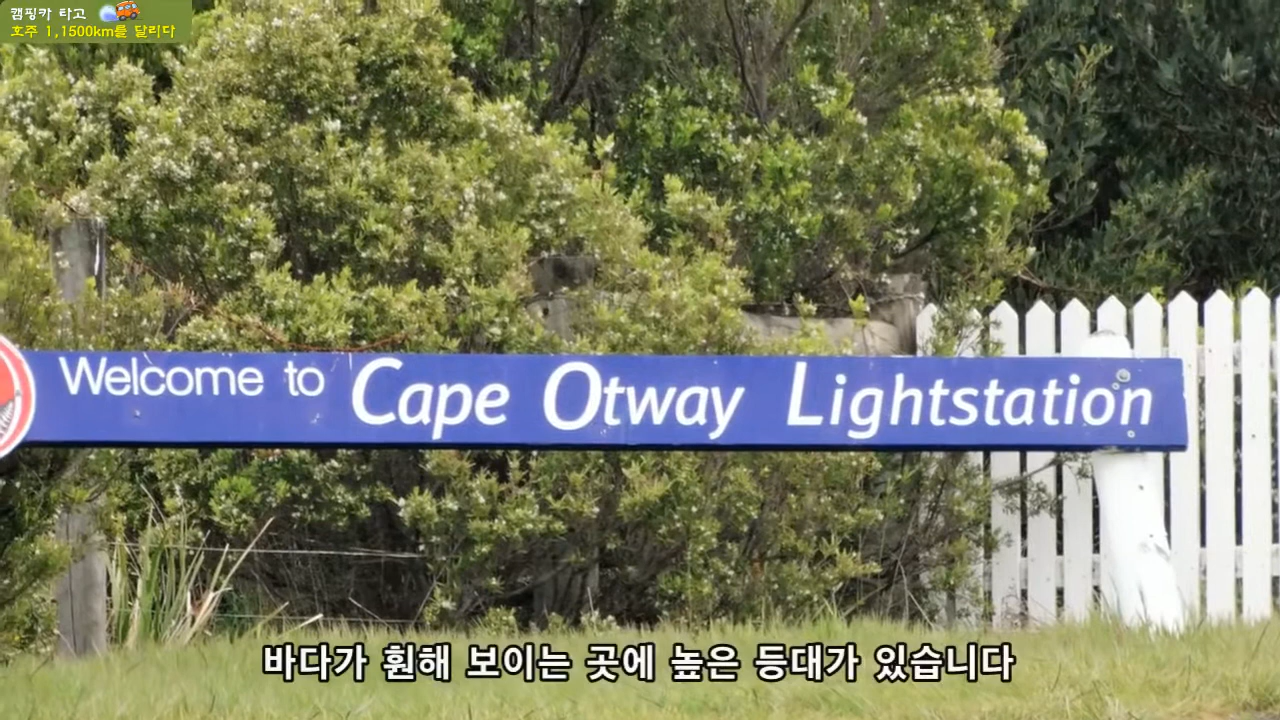 캠핑카 타고
호주 1,1500km를 달리다
Welcome to Cape Otway Lightstation
바다가 훤해 보이는 곳에 높은 등대가 있습니다